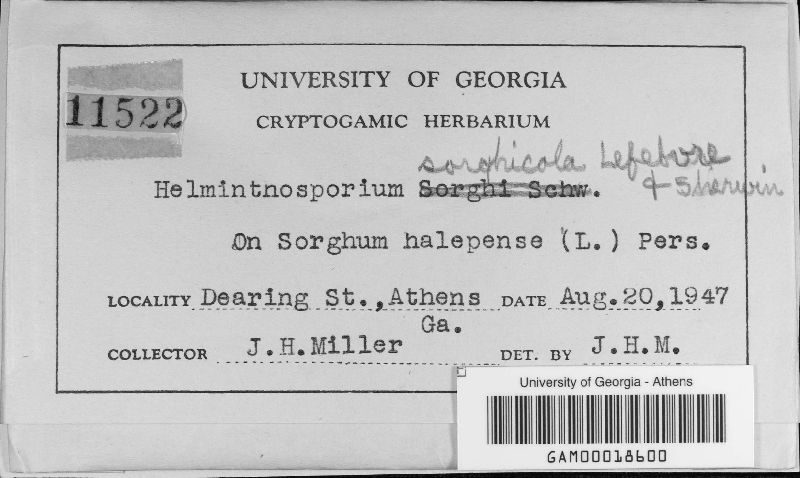 UNIVERSITY OF GEORGIA
11522
CRYPTOGAMIC HERBARIUM
sorghicola Lefebvre
& Sherwin
Helmintnosporium Sorghi Schw.
On Sorghum halepense (L.) Pers.
LOCALITY Dearing St., Athens DATE Aug.20,1947
Ga.
COLLECTOR J.H.Miller DET. BY J.H.M.
University of Georgia - Athens
GAM00018600